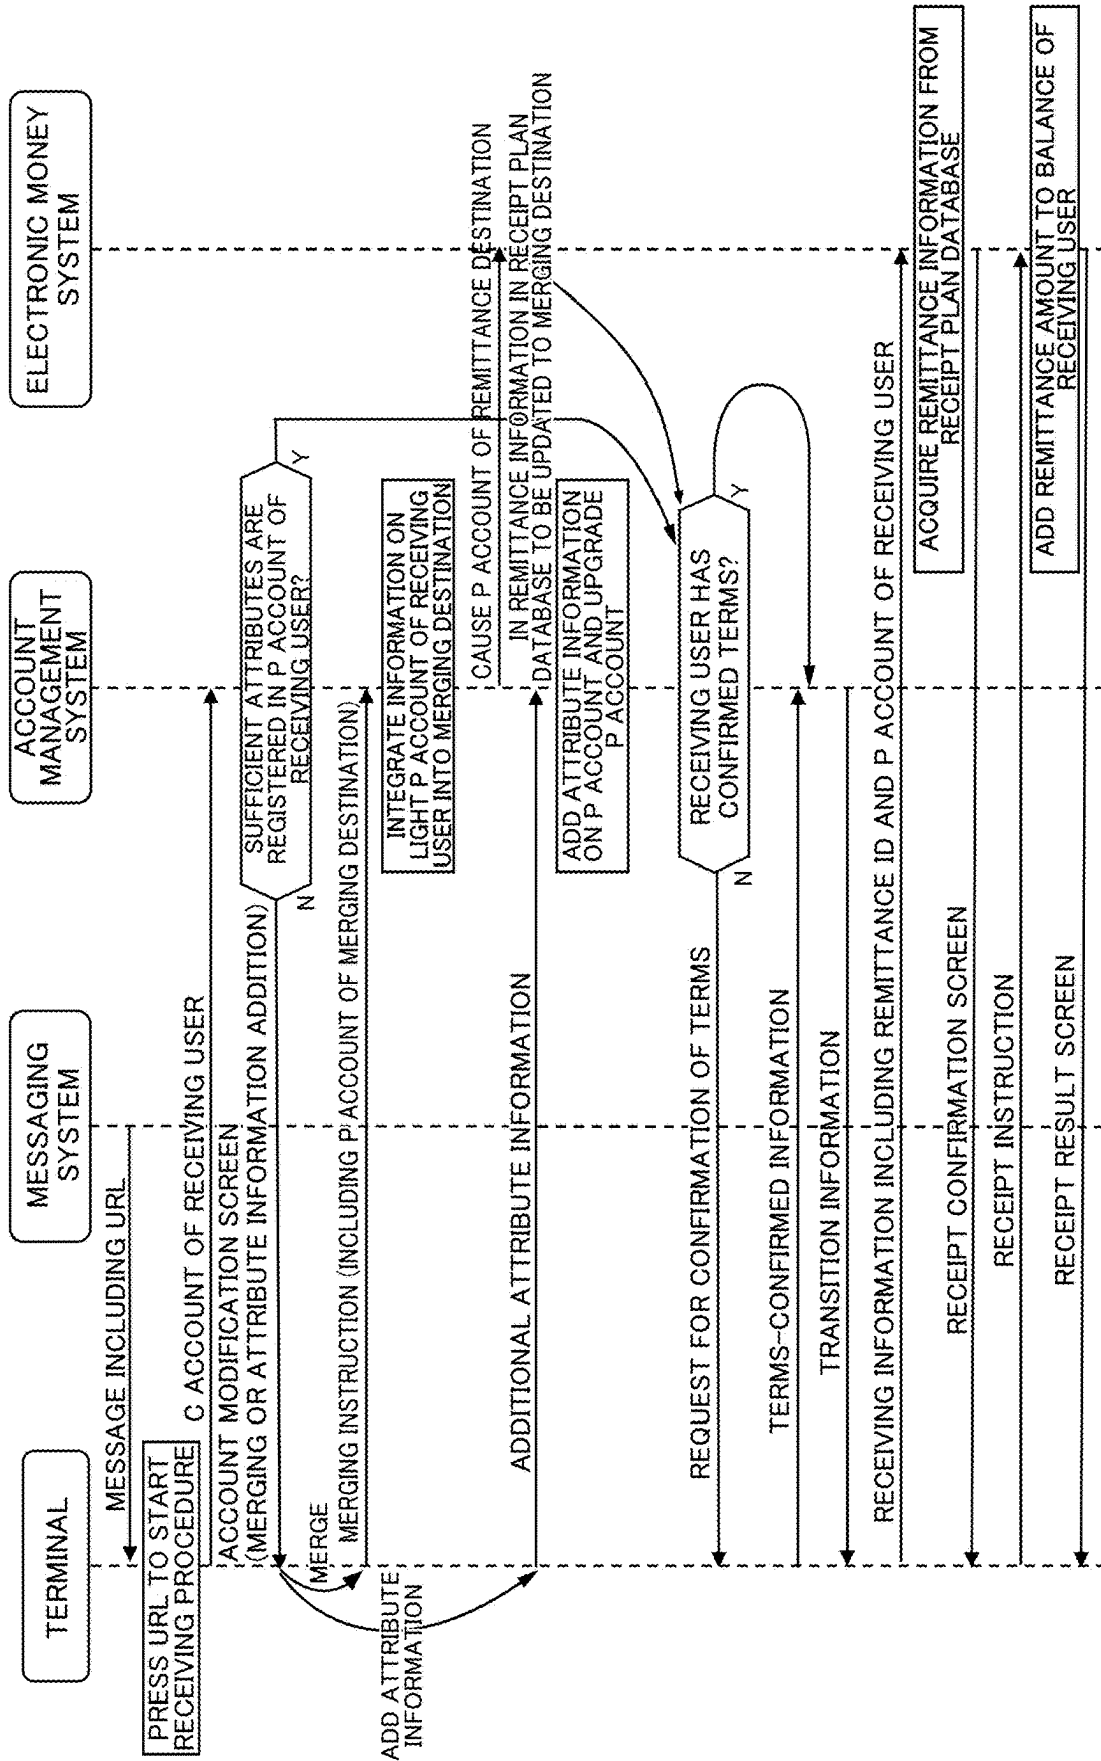 TERMINAL
MESSAGING
SYSTEM
ACCOUNT
MANAGEMENT
SYSTEM
ELECTRONIC MONEY
SYSTEM
MESSAGE INCLUDING URL
PRESS URL TO START
RECEIVING PROCEDURE
C ACCOUNT OF RECEIVING USER
ACCOUNT MODIFICATION SCREEN
(MERGING OR ATTRIBUTE INFORMATION ADDITION)
SUFFICIENT ATTRIBUTES ARE
REGISTERED IN P ACCOUNT OF
RECEIVING USER?
N
Y
MERGE
MERGING INSTRUCTION (INCLUDING P ACCOUNT OF MERGING DESTINATION)
INTEGRATE INFORMATION ON
LIGHT P ACCOUNT OF RECEIVING
USER INTO MERGING DESTINATION
CAUSE P ACCOUNT OF REMITTANCE DESTINATION
IN REMITTANCE INFORMATION IN RECEIPT PLAN
DATABASE TO BE UPDATED TO MERGING DESTINATION
ADD ATTRIBUTE
INFORMATION
ADDITIONAL ATTRIBUTE INFORMATION
ADD ATTRIBUTE INFORMATION
ON P ACCOUNT AND UPGRADE
P ACCOUNT
RECEIVING USER HAS
CONFIRMED TERMS?
N
Y
REQUEST FOR CONFIRMATION OF TERMS
TERMS-CONFIRMED INFORMATION
TRANSITION INFORMATION
RECEIVING INFORMATION INCLUDING REMITTANCE ID AND P ACCOUNT OF RECEIVING USER
ACQUIRE REMITTANCE INFORMATION FROM
RECEIPT PLAN DATABASE
RECEIPT CONFIRMATION SCREEN
RECEIPT INSTRUCTION
ADD REMITTANCE AMOUNT TO BALANCE OF
RECEIVING USER
RECEIPT RESULT SCREEN